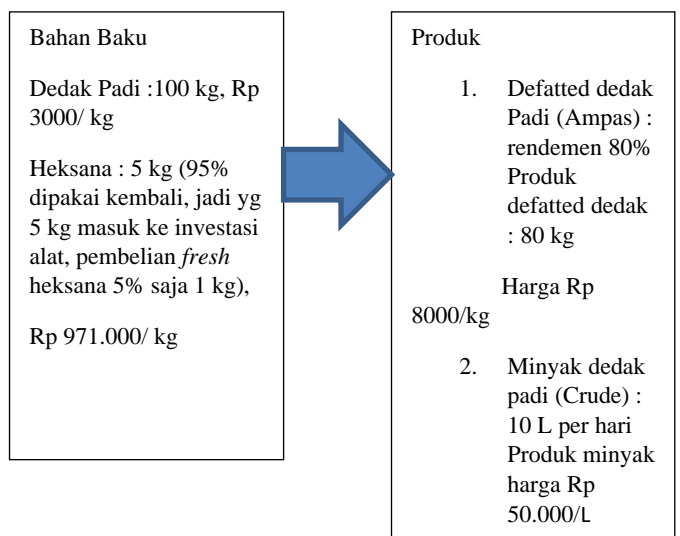 Bahan Baku
Dedak Padi :100 kg, Rp
3000/ kg
Heksana : 5 kg (95%
dipakai kembali, jadi yg
5 kg masuk ke investasi
alat, pembelian fresh
heksana 5% saja 1 kg),
Rp 971.000/ kg
Produk
1. Defatted dedak
Padi (Ampas) :
rendemen 80%
Produk
defatted dedak
: 80 kg
Harga Rp
8000/kg
2. Minyak dedak
padi (Crude) :
10 L per hari
Produk minyak
harga Rp
50.000/L